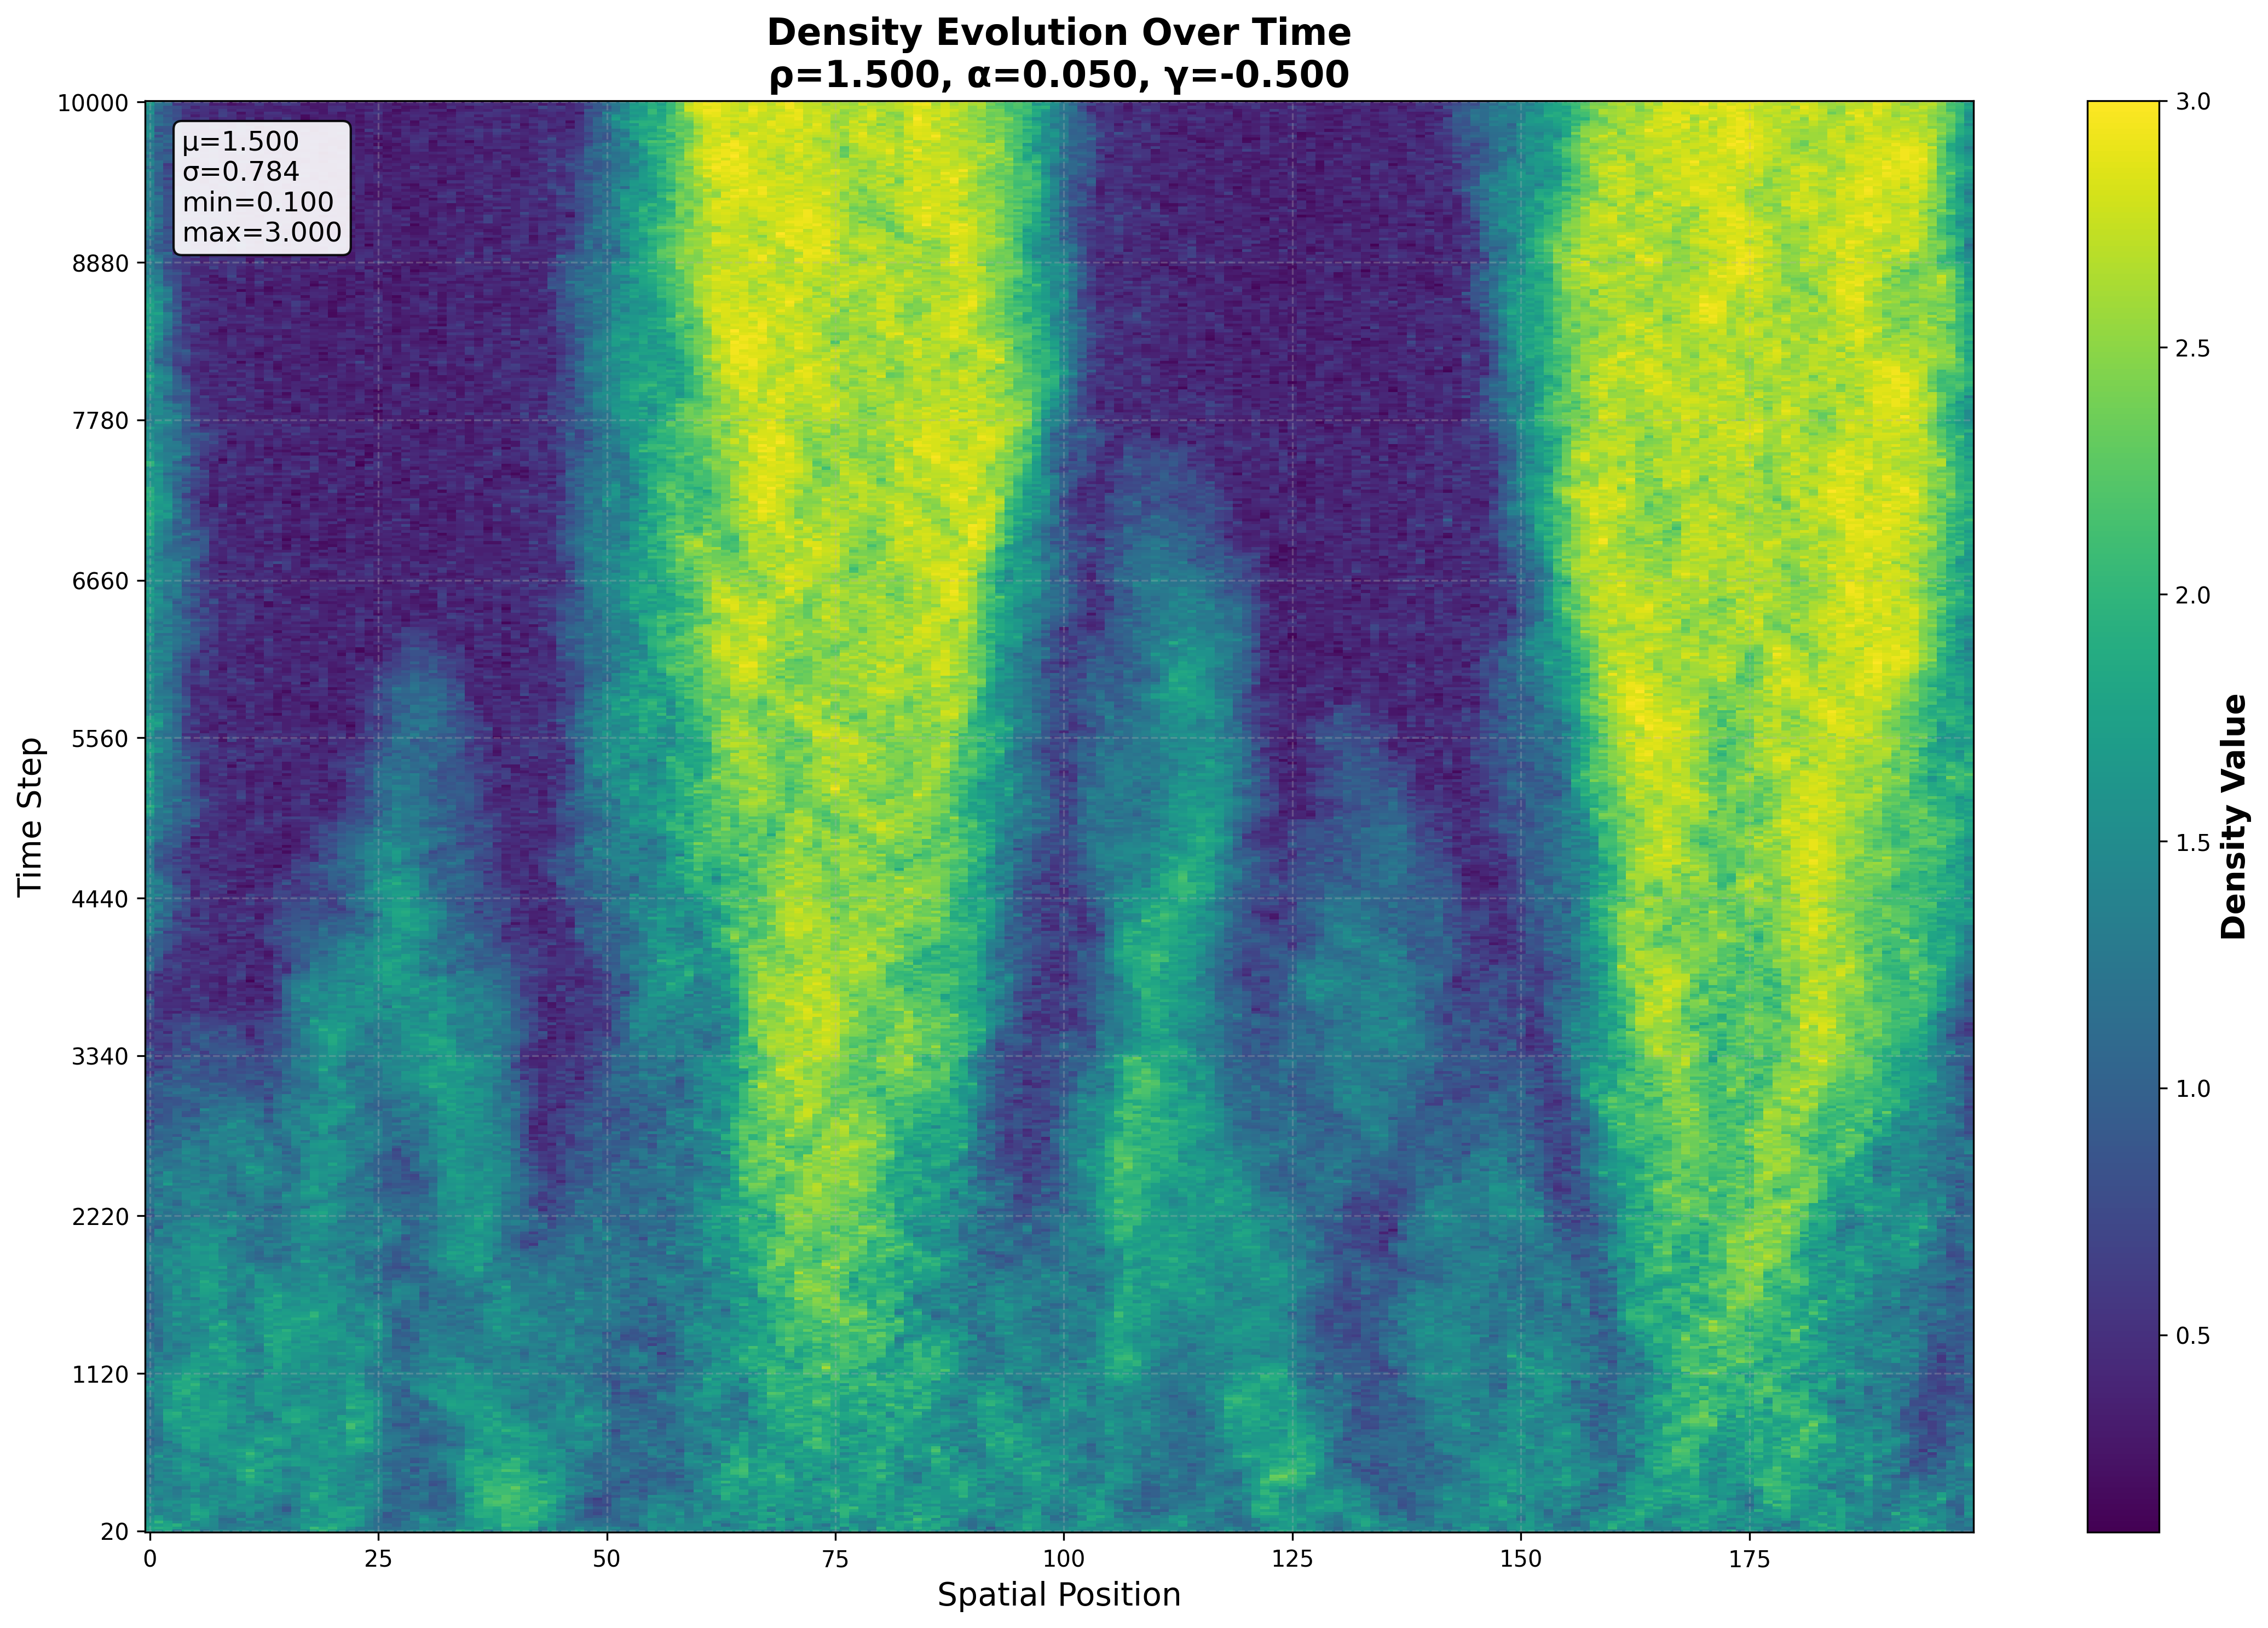 Density Evolution Over Time
ρ=1.500, α=0.050, γ=-0.500
μ=1.500
σ=0.784
min=0.100
max=3.000
10000
8880
7780
6660
5560
4440
3340
2220
1120
20
Time Step
0 25 50 75 100 125 150 175
Spatial Position
3.0
2.5
2.0
1.5
1.0
0.5
Density Value